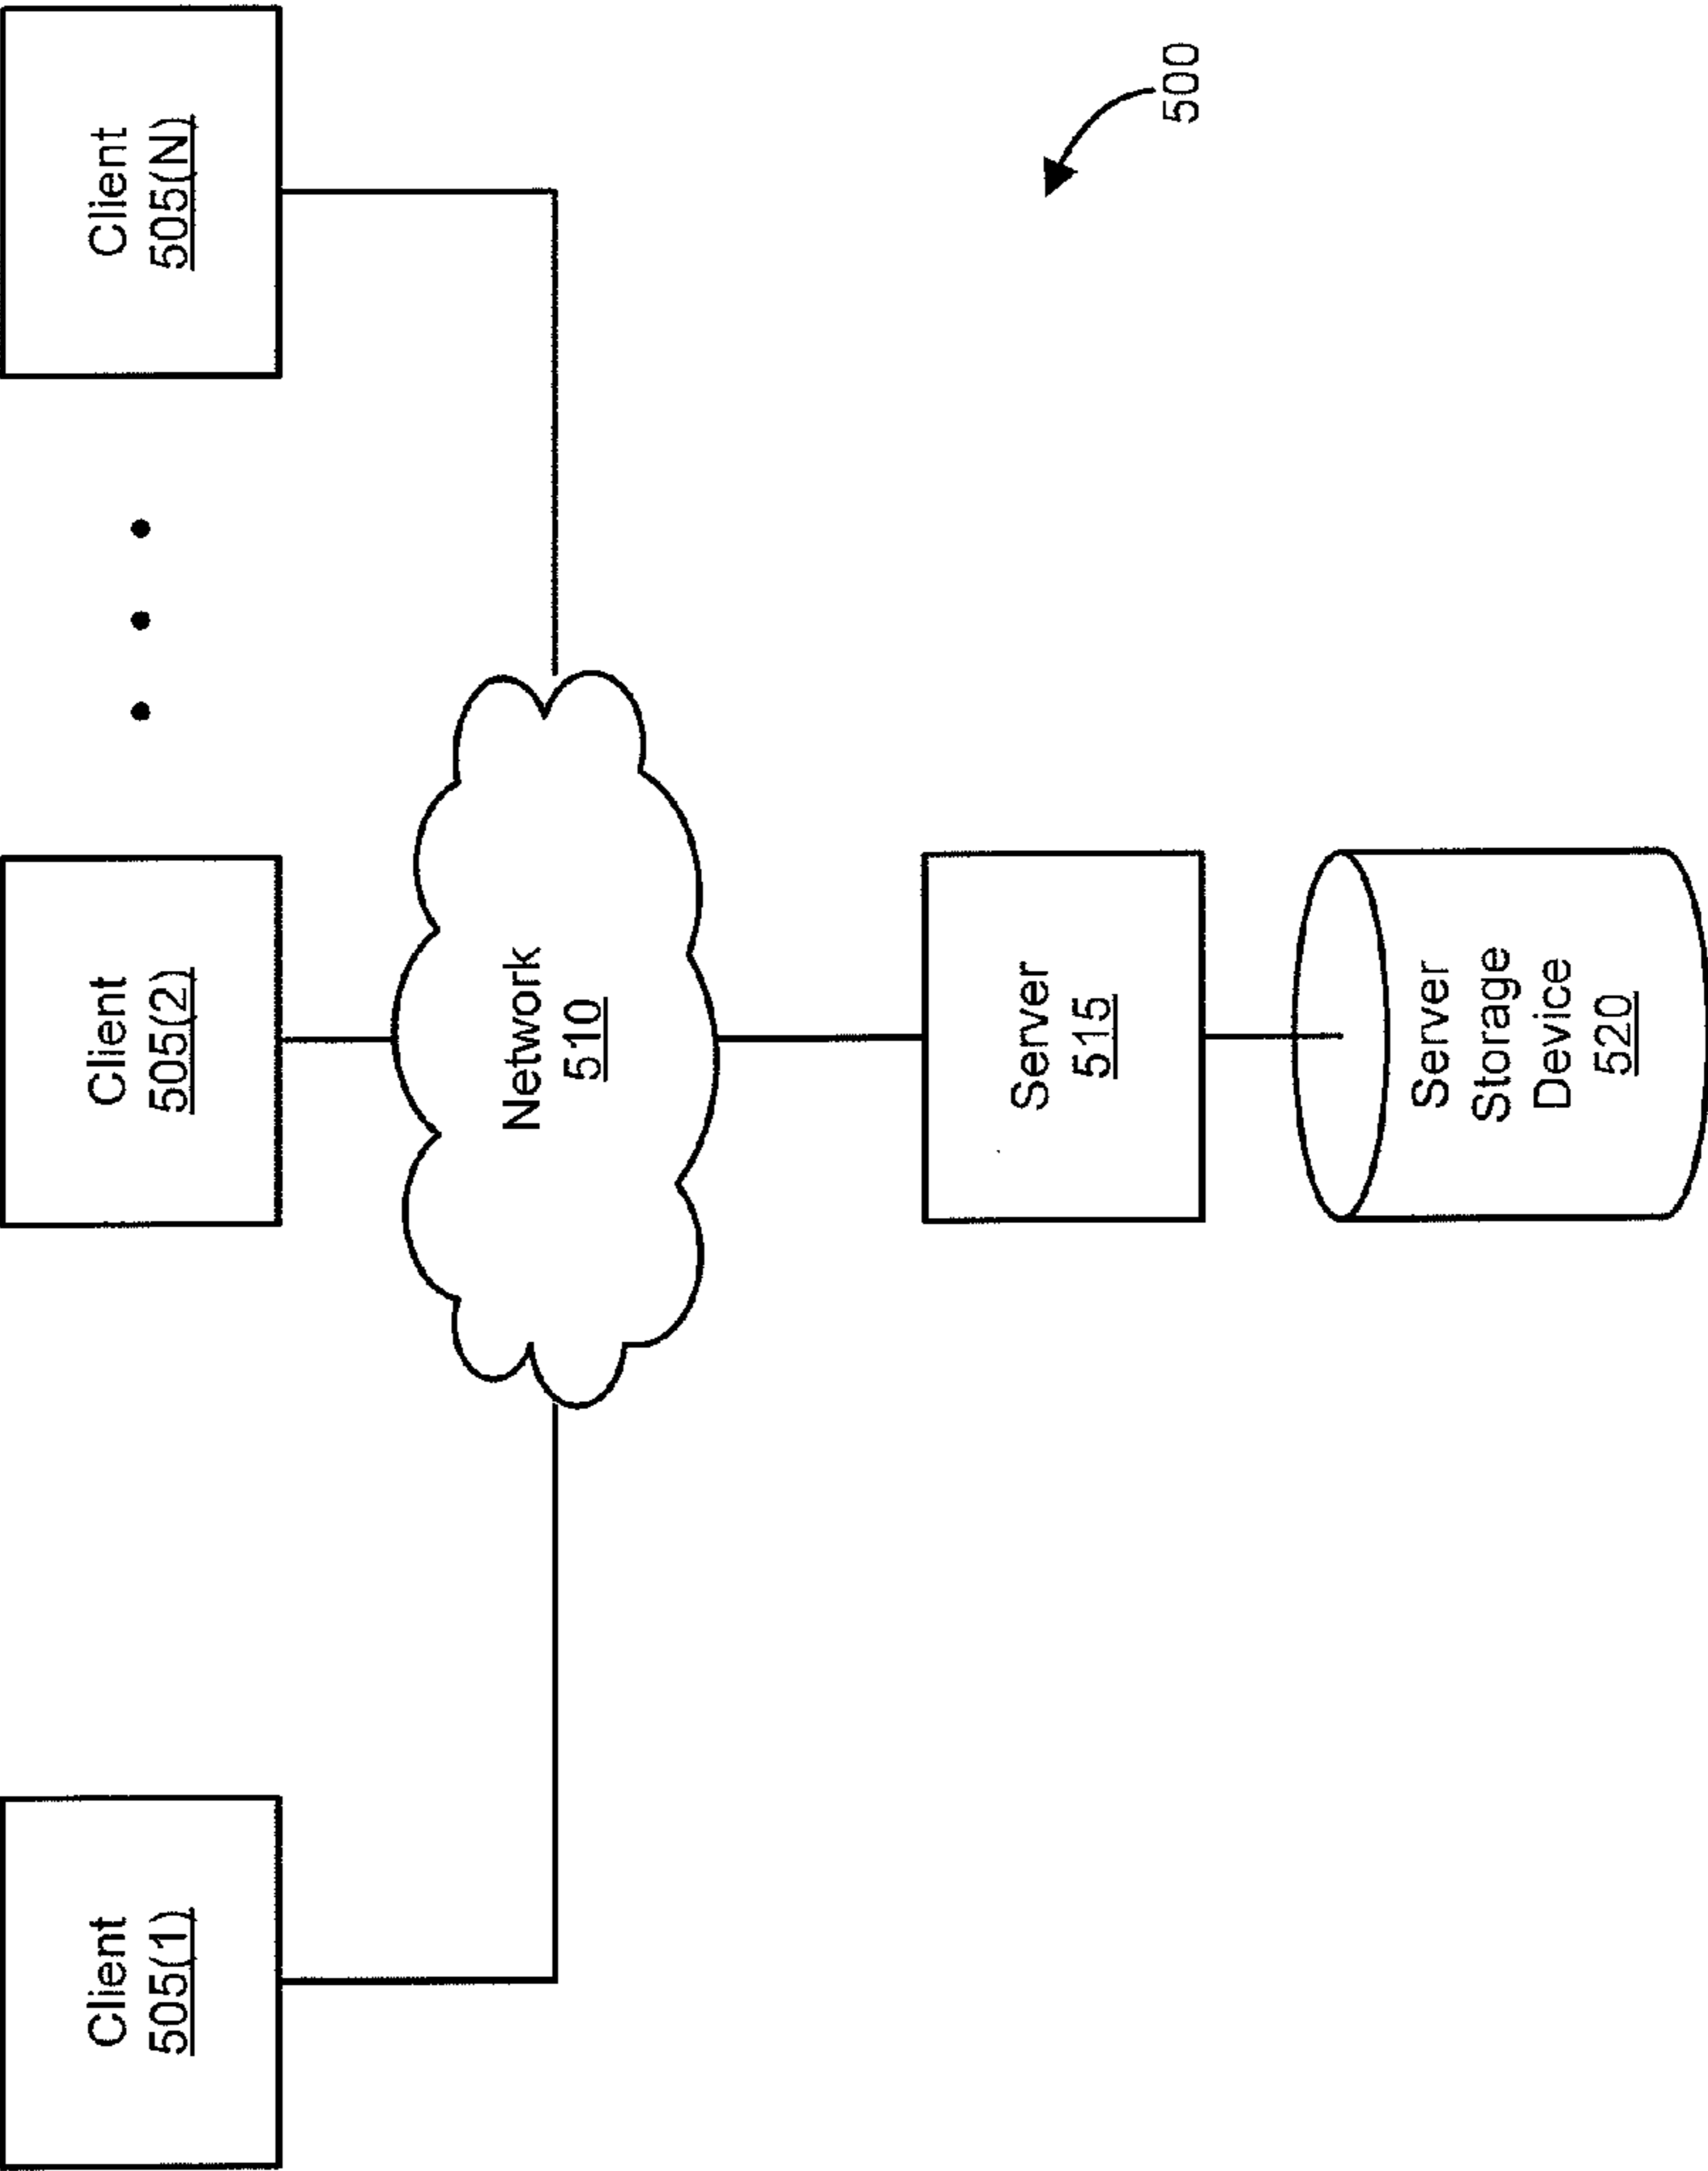 Client
505(1)
Client
505(2)
Client
505(N)
Network
510
Server
515
Server
Storage
Device
520
500